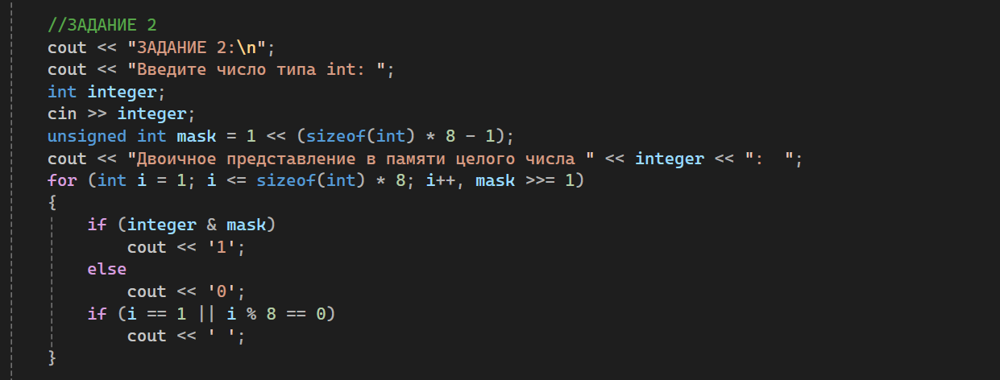 //ЗАДАНИЕ 2
cout << "ЗАДАНИЕ 2:\n";
cout << "Введите число типа int: ";
int integer;
cin >> integer;
unsigned int mask = 1 << (sizeof(int) * 8 - 1);
cout << "Двоичное представление в памяти целого числа " << integer << ":  ";
for (int i = 1; i <= sizeof(int) * 8; i++, mask >>= 1)
{
if (integer & mask)
cout << '1';
else
cout << '0';
if (i == 1 || i % 8 == 0)
cout << ' ';
}